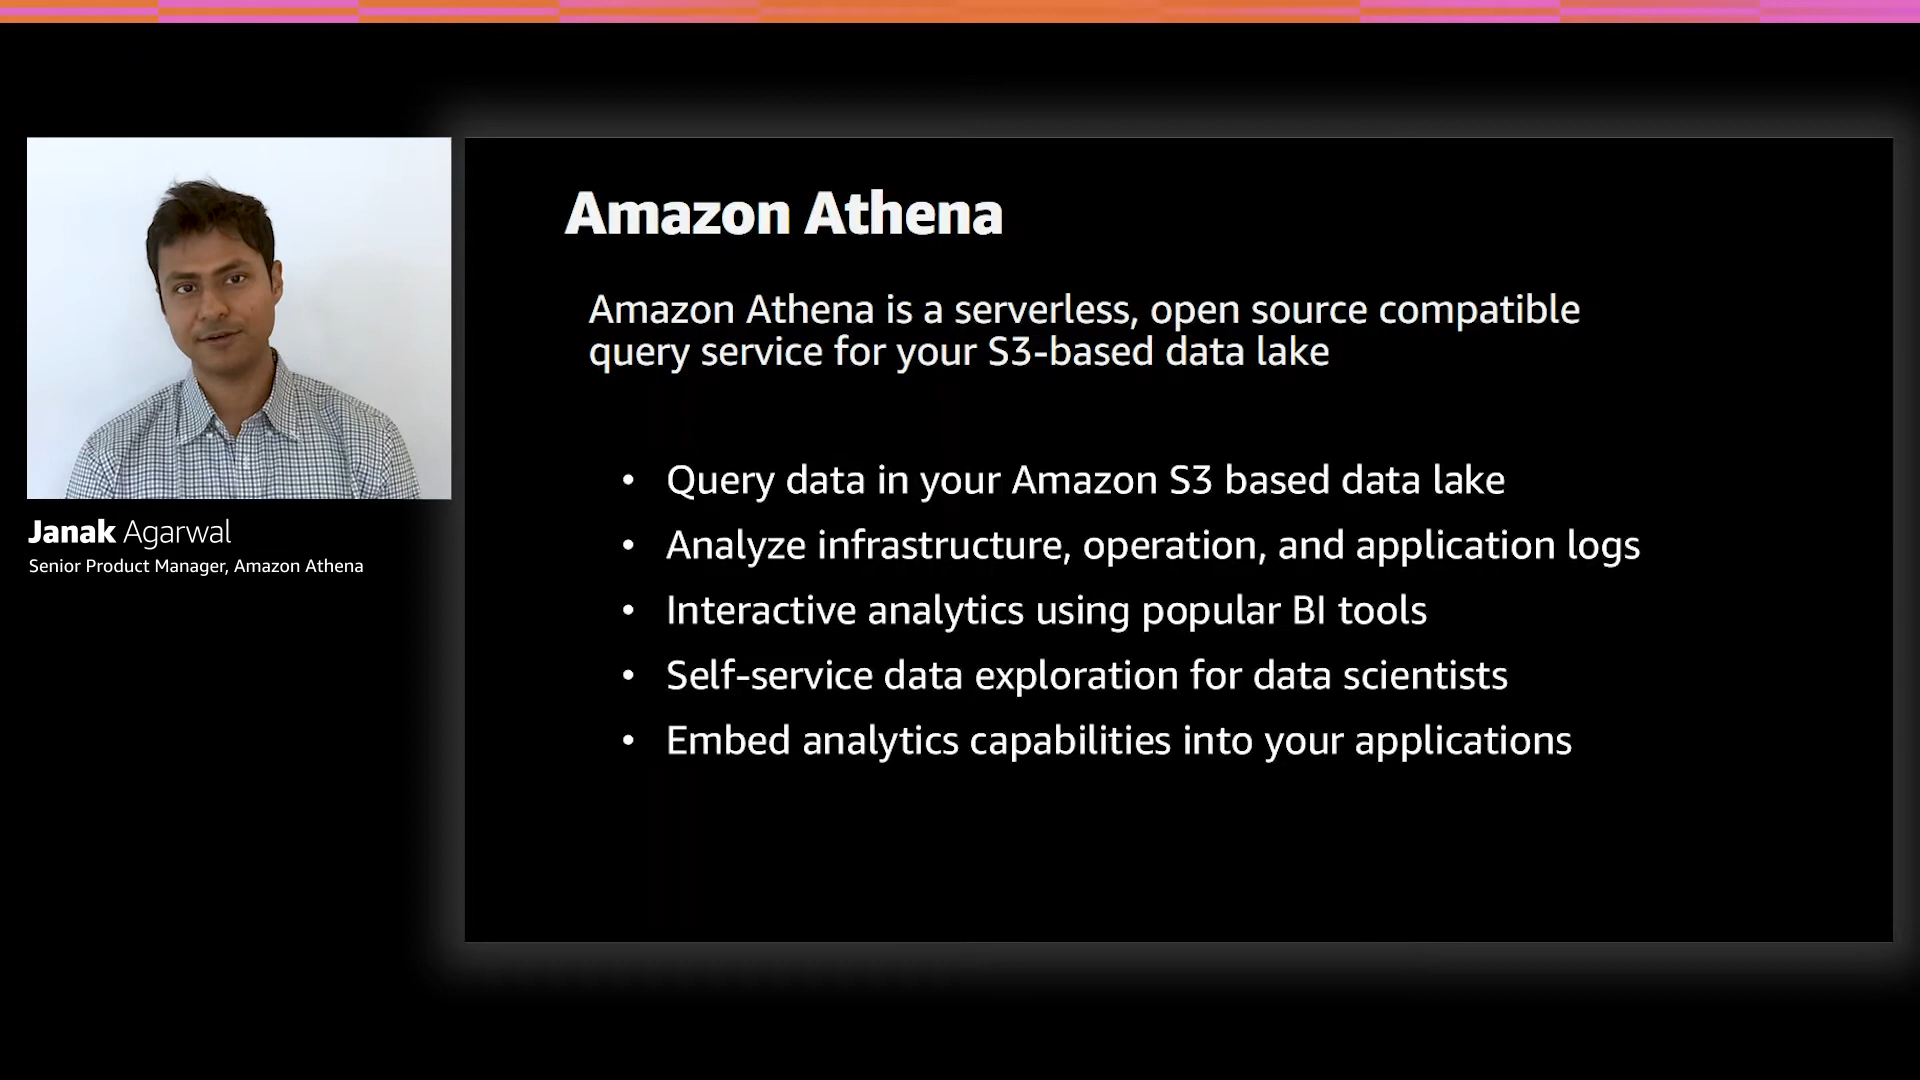 Janak Agarwal
Senior Product Manager, Amazon Athena
Amazon Athena
Amazon Athena is a serverless, open source compatible
query service for your S3-based data lake
• Query data in your Amazon S3 based data lake
• Analyze infrastructure, operation, and application logs
• Interactive analytics using popular BI tools
• Self-service data exploration for data scientists
• Embed analytics capabilities into your applications